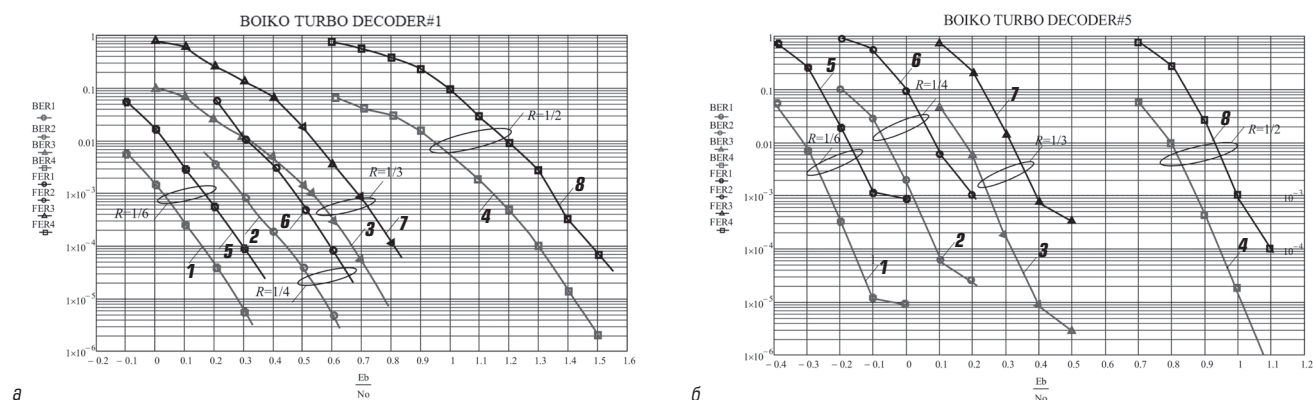 BOIKO TURBO DECODER#1
1
0.1
0.01
1×10⁻³
1×10⁻⁴
1×10⁻⁵
1×10⁻⁶
BER1
BER2
BER3
BER4
FER1
FER2
FER3
FER4
R=1/2
R=1/3
R=1/6
R=1/4
1
5
2
6
3
7
4
8
−0.2 −0.1 0 0.1 0.2 0.3 0.4 0.5 0.6 0.7 0.8 0.9 1 1.1 1.2 1.3 1.4 1.5 1.6
Eb
No
а
BOIKO TURBO DECODER#5
1
0.1
0.01
1×10⁻³
1×10⁻⁴
1×10⁻⁵
1×10⁻⁶
BER1
BER2
BER3
BER4
FER1
FER2
FER3
FER4
5
6
7
8
R=1/4
R=1/6
R=1/3
R=1/2
10⁻³
10⁻⁴
1
2
3
4
−0.4 −0.3 −0.2 −0.1 0 0.1 0.2 0.3 0.4 0.5 0.6 0.7 0.8 0.9 1 1.1 1.2
Eb
No
б